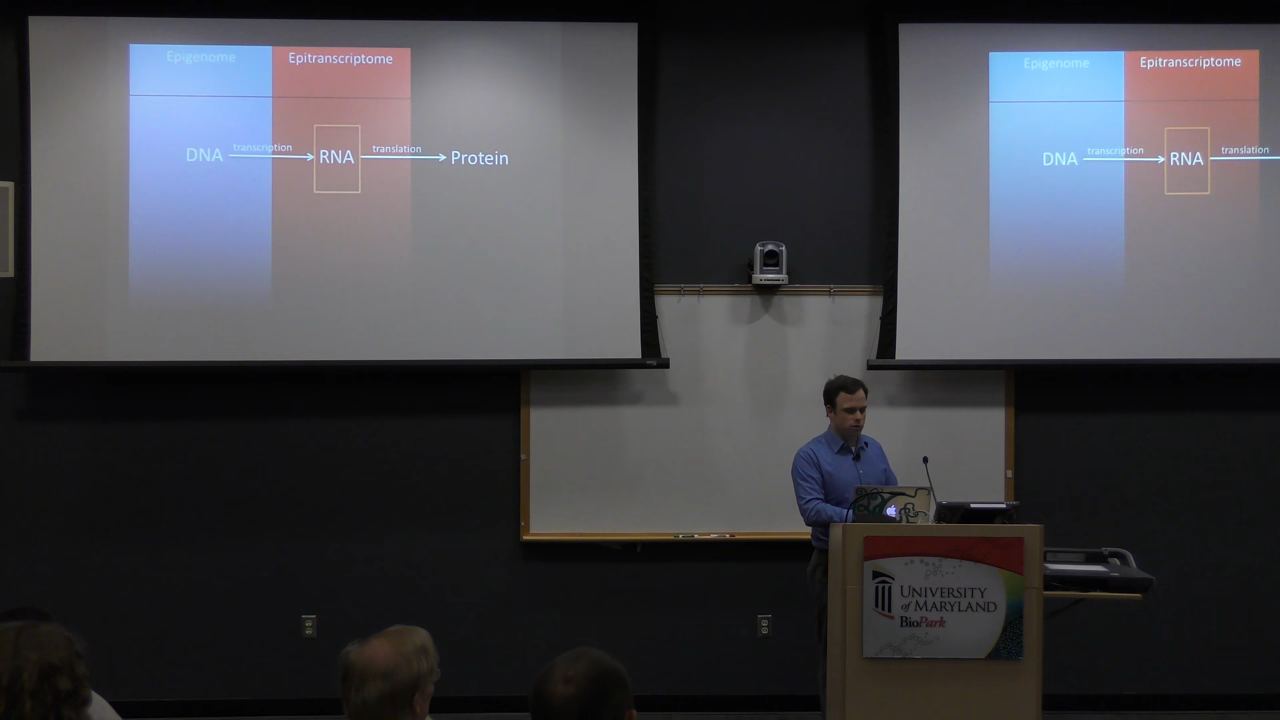 Epigenome
Epitranscriptome
DNA
transcription
RNA
translation
Protein
Epigenome
Epitranscriptome
DNA
transcription
RNA
translation
UNIVERSITY
of MARYLAND
BioPark